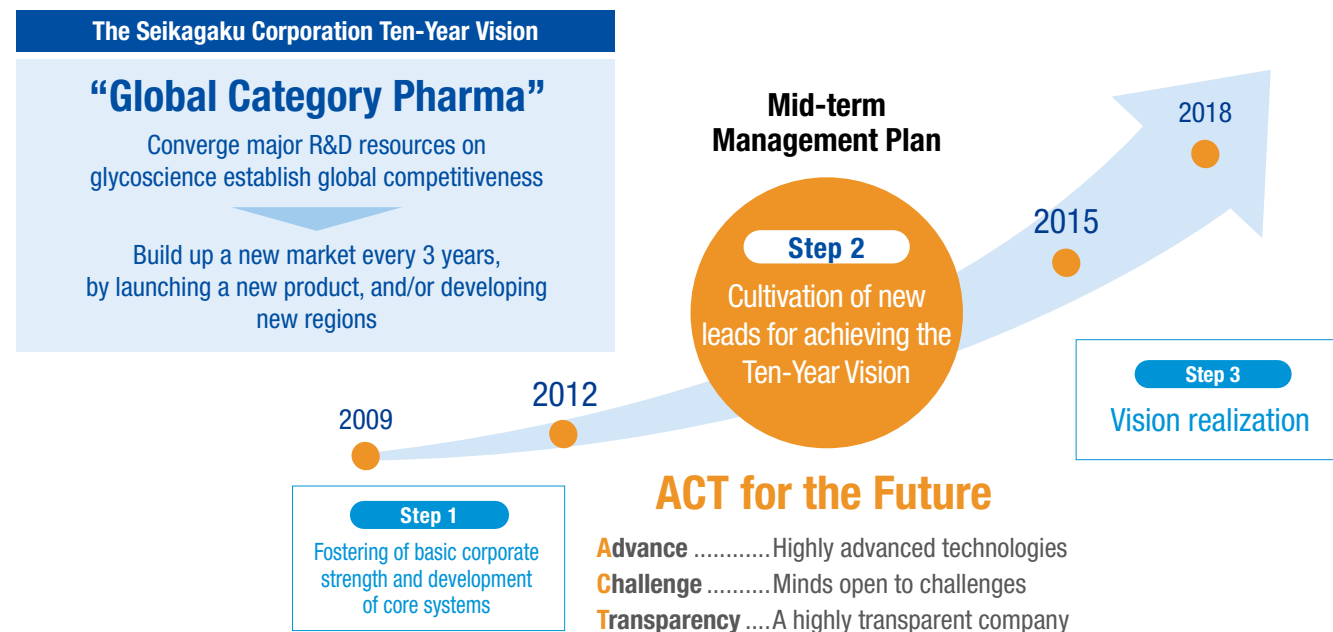 The Seikagaku Corporation Ten-Year Vision
“Global Category Pharma”
Converge major R&D resources on
glycoscience establish global competitiveness
Build up a new market every 3 years,
by launching a new product, and/or developing
new regions
Mid-term
Management Plan
Step 2
Cultivation of new
leads for achieving the
Ten-Year Vision
2009
2012
2015
2018
Step 1
Fostering of basic corporate
strength and development
of core systems
Step 3
Vision realization
ACT for the Future
Advance ............Highly advanced technologies
Challenge ..........Minds open to challenges
Transparency ....A highly transparent company